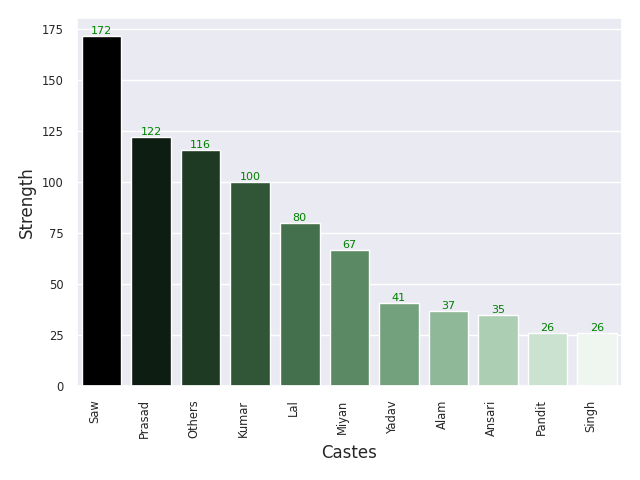 172
122
116
100
80
67
41
37
35
26
26
175
150
125
100
75
50
25
0
Strength
Saw
Prasad
Others
Kumar
Lal
Miyan
Yadav
Alam
Ansari
Pandit
Singh
Castes